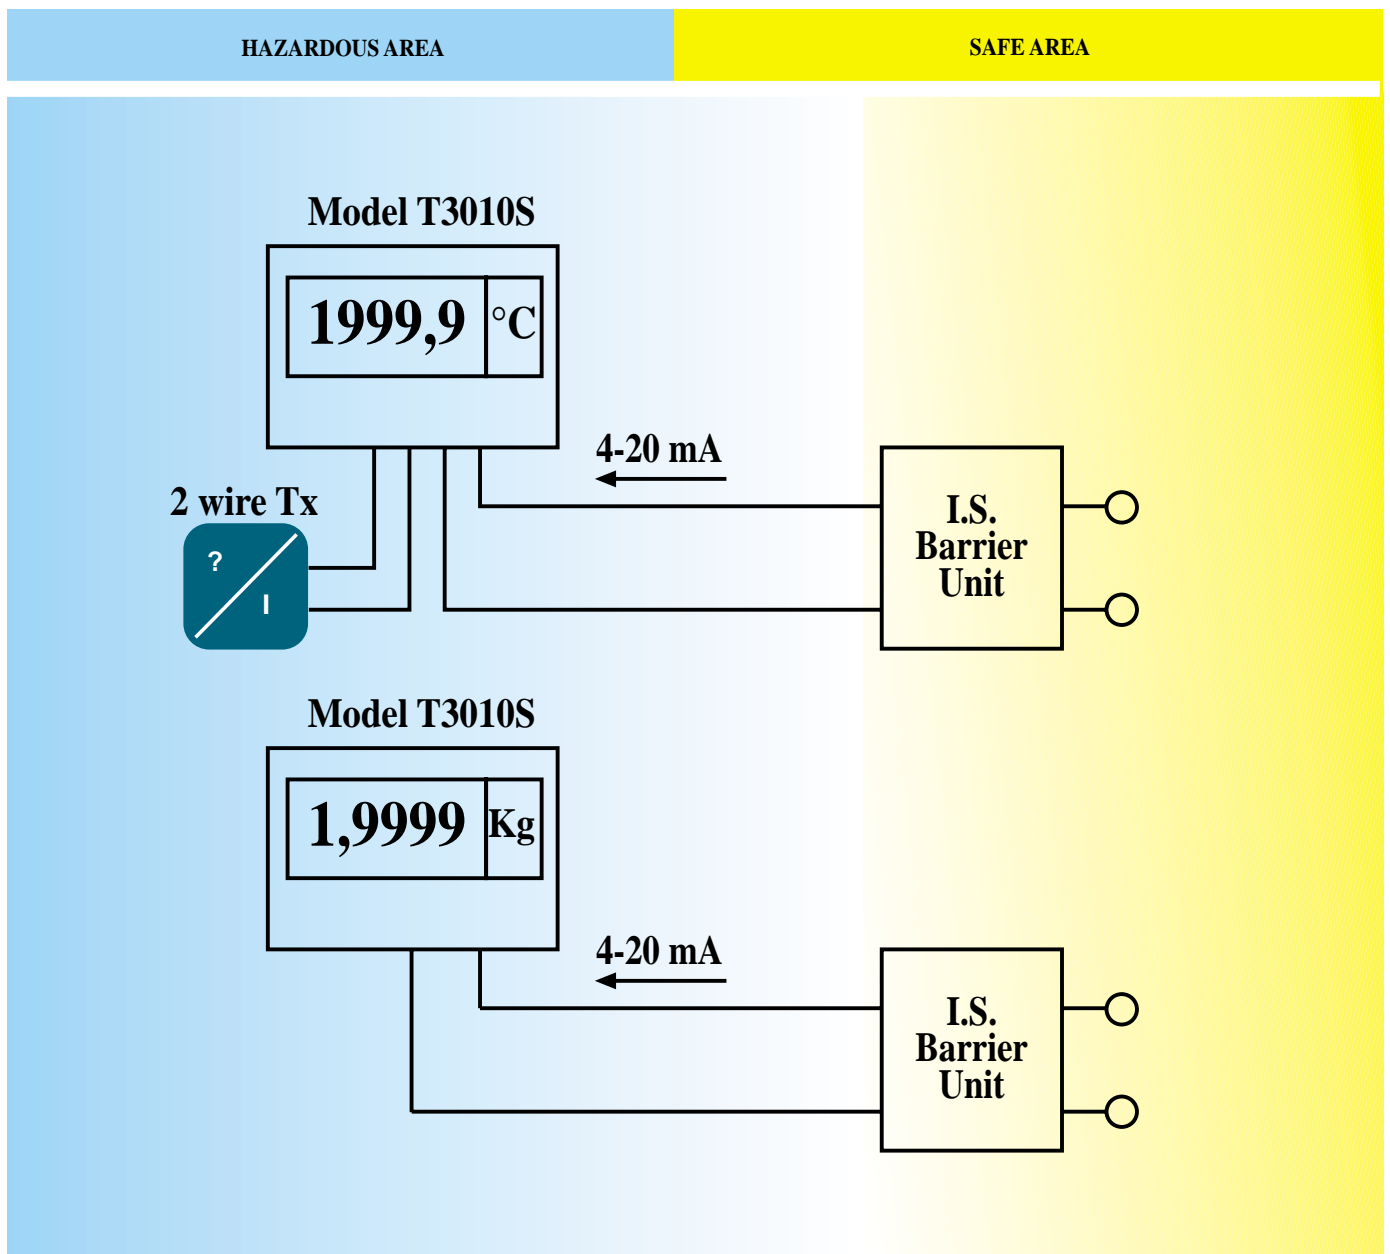 HAZARDOUS AREA
SAFE AREA
Model T3010S
1999,9
°C
4-20 mA
2 wire Tx
?
I
I.S.
Barrier
Unit
Model T3010S
1,9999
Kg
4-20 mA
I.S.
Barrier
Unit